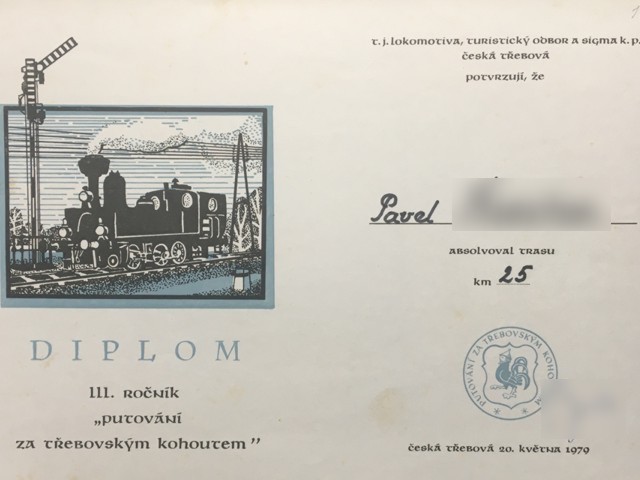 DIPLOM
III. ročník
„putování
za třebovským kohoutem”
t.j. lokomotiva, turistický odbor a sigma k.p.
česká třebová
potvrzují, že
Pavel
absolvoval trasu
km 25
PUTOVÁNÍ ZA TŘEBOVSKÝM KOHO M
česká třebová 20. května 1979